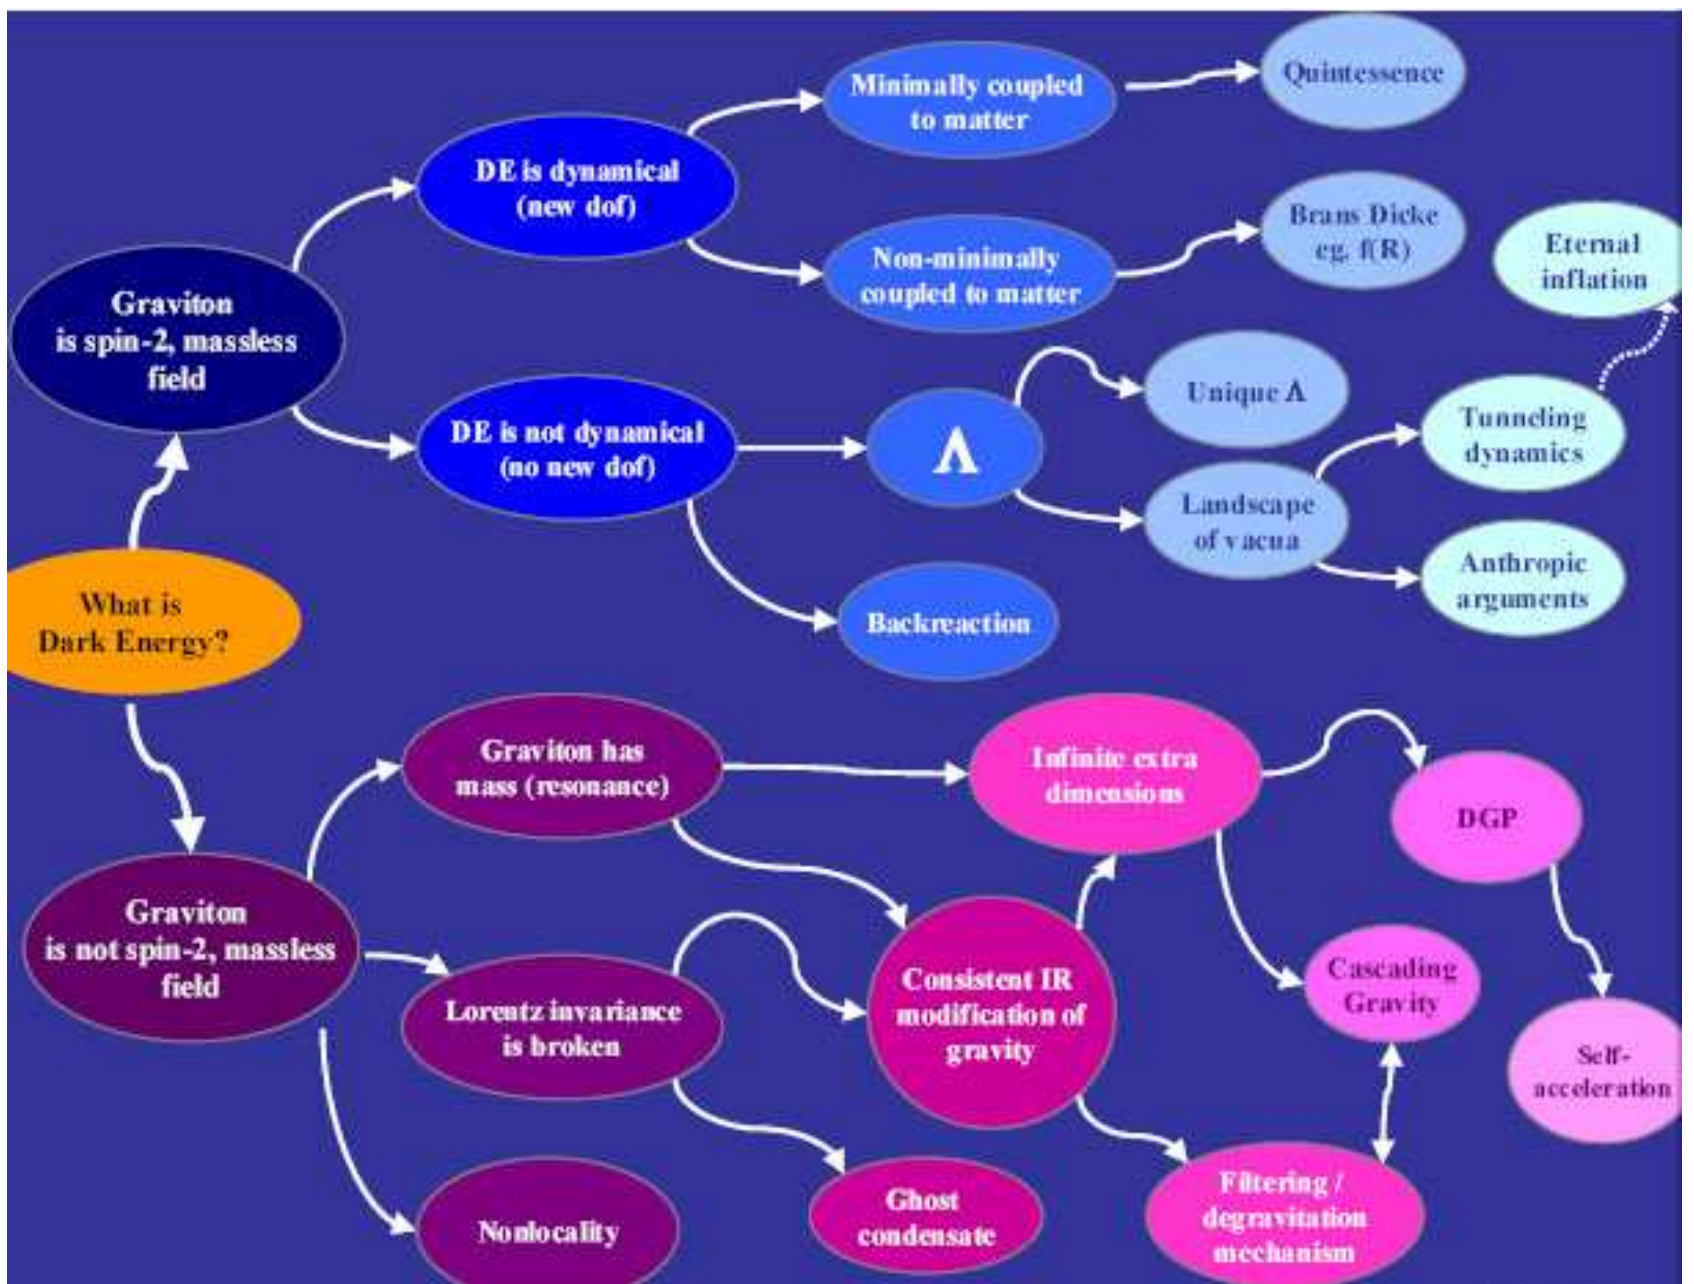 Quintessence
Minimally coupled
to matter
DE is dynamical
(new dof)
Brans Dicke
eg. f(R)
Eternal
inflation
Non-minimally
coupled to matter
Graviton
is spin-2, massless
field
Unique Λ
DE is not dynamical
(no new dof)
Λ
Tunneling
dynamics
Landscape
of vacua
Anthropic
arguments
What is
Dark Energy?
Backreaction
Graviton has
mass (resonance)
Infinite extra
dimensions
DGP
Graviton
is not spin-2, massless
field
Lorentz invariance
is broken
Consistent IR
modification of
gravity
Cascading
Gravity
Self-
acceleration
Nonlocality
Ghost
condensate
Filtering /
degravitation
mechanism